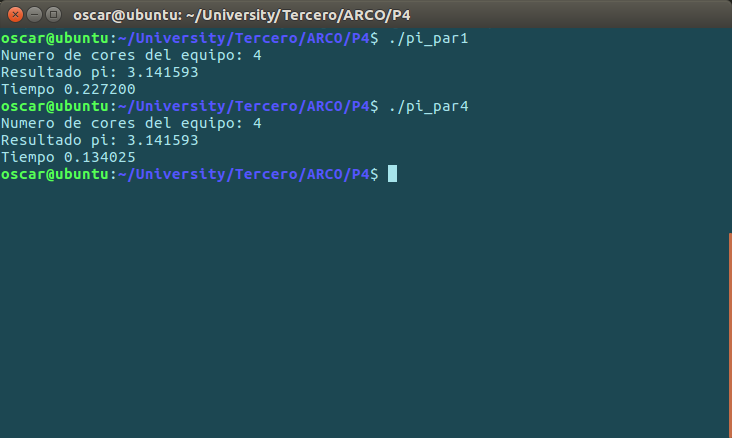 oscar@ubuntu: ~/University/Tercero/ARCO/P4
oscar@ubuntu:~/University/Tercero/ARCO/P4$ ./pi_par1
Numero de cores del equipo: 4
Resultado pi: 3.141593
Tiempo 0.227200
oscar@ubuntu:~/University/Tercero/ARCO/P4$ ./pi_par4
Numero de cores del equipo: 4
Resultado pi: 3.141593
Tiempo 0.134025
oscar@ubuntu:~/University/Tercero/ARCO/P4$